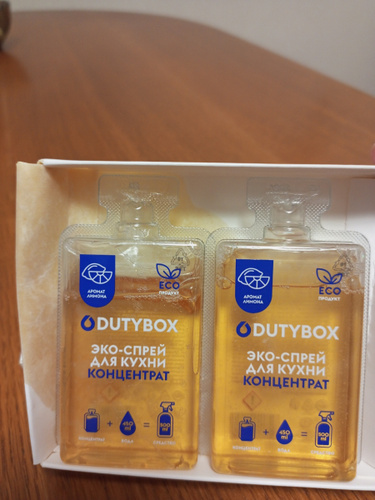 АРОМАТ
ЛИМОНА
ECO
ПРОДУКТ
DUTYBOX
ЭКО-СПРЕЙ
ДЛЯ КУХНИ
КОНЦЕНТРАТ
+ 450 ml = 500 ml
АРОМАТ
ЛИМОНА
ECO
ПРОДУКТ
DUTYBOX
ЭКО-СПРЕЙ
ДЛЯ КУХНИ
КОНЦЕНТРАТ
+ 450 ml = 500 ml